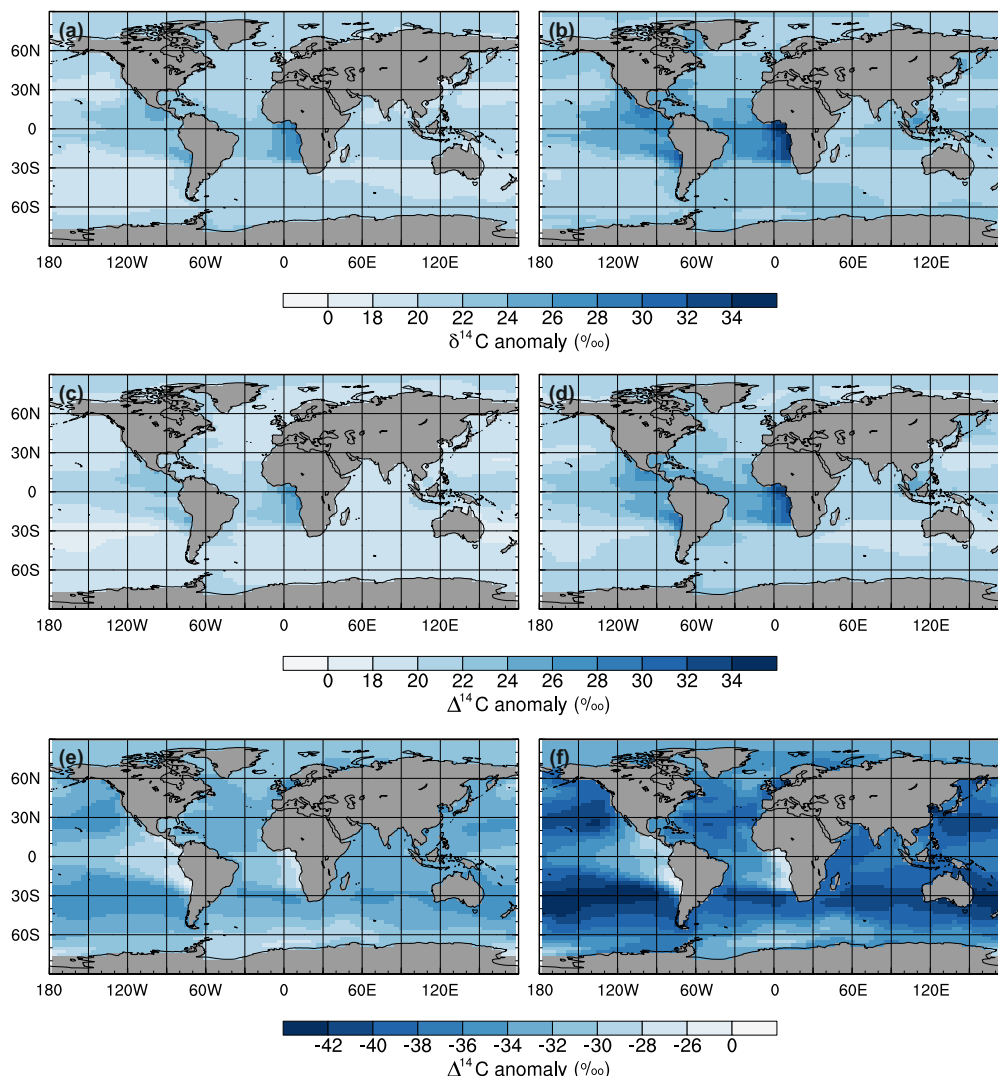 (a) (b)
60N
30N
0
30S
60S
180 120W 60W 0 60E 120E 180 120W 60W 0 60E 120E
0 18 20 22 24 26 28 30 32 34
δ¹⁴C anomaly (‰)
(c) (d)
60N
30N
0
30S
60S
180 120W 60W 0 60E 120E 180 120W 60W 0 60E 120E
0 18 20 22 24 26 28 30 32 34
Δ¹⁴C anomaly (‰)
(e) (f)
60N
30N
0
30S
60S
180 120W 60W 0 60E 120E 180 120W 60W 0 60E 120E
-42 -40 -38 -36 -34 -32 -30 -28 -26 0
Δ¹⁴C anomaly (‰)